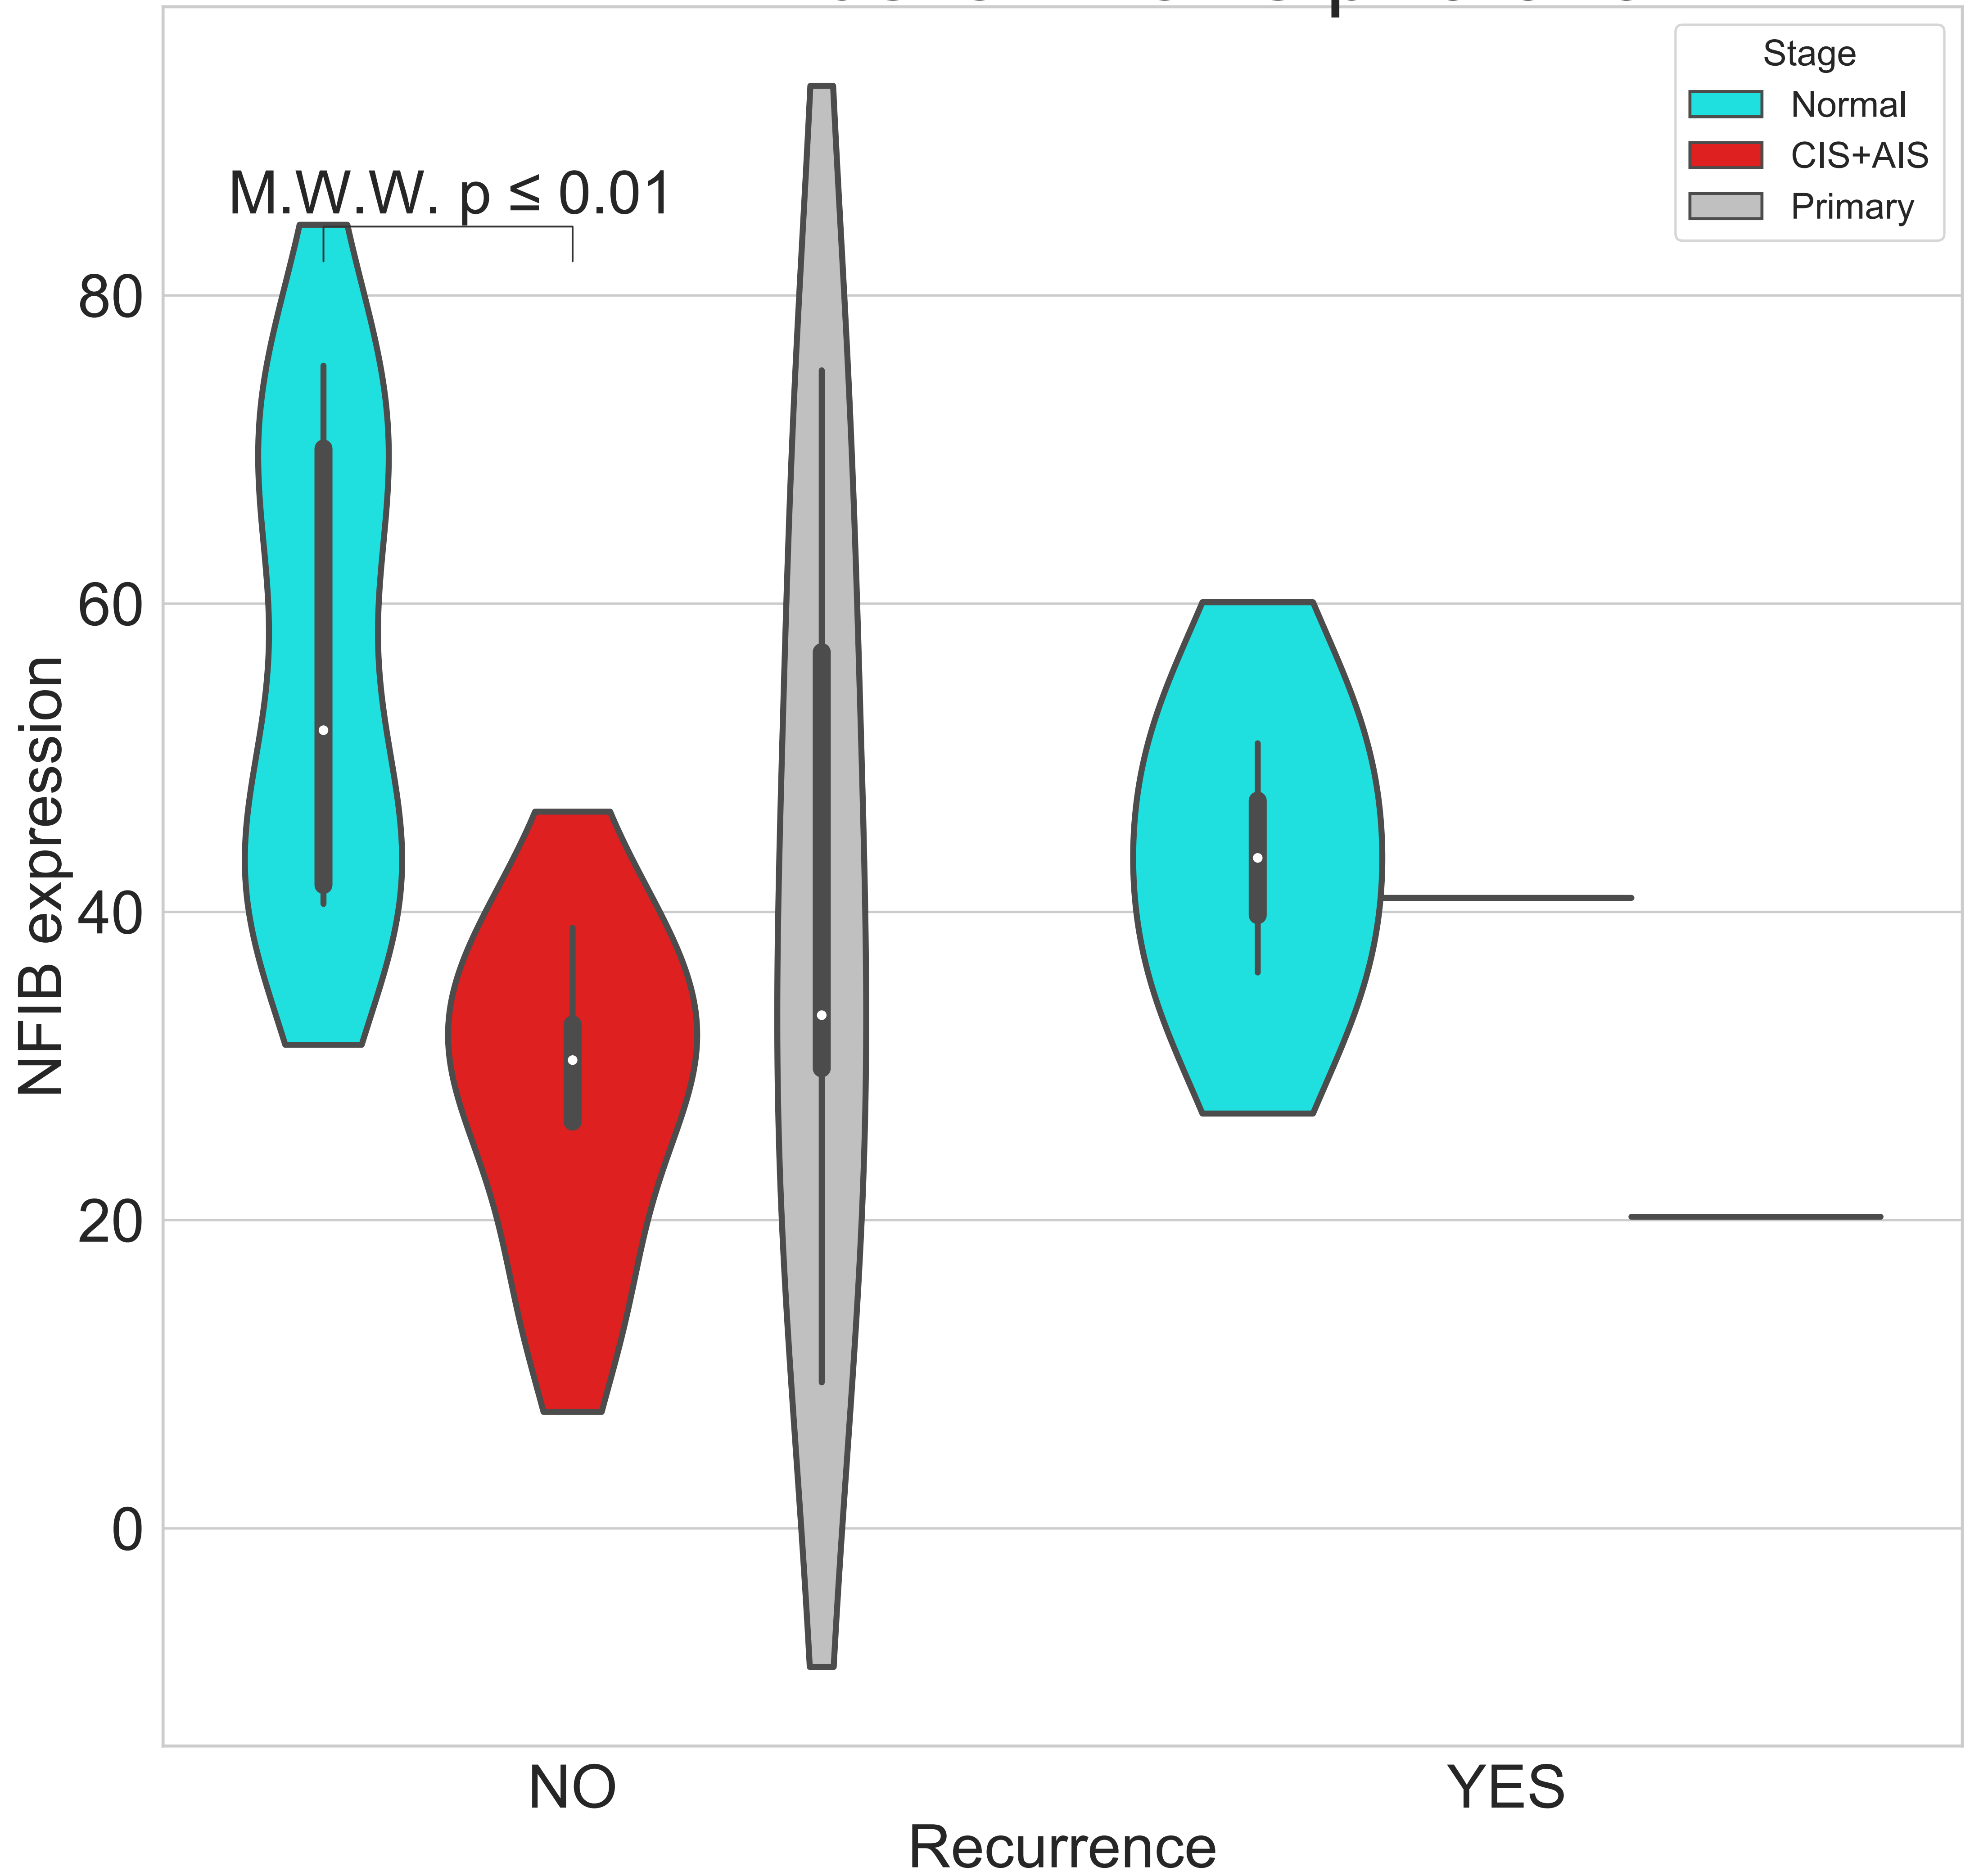 Stage
Normal
CIS+AIS
Primary
M.W.W. p ≤ 0.01
80
60
40
20
0
NFIB expression
NO
YES
Recurrence